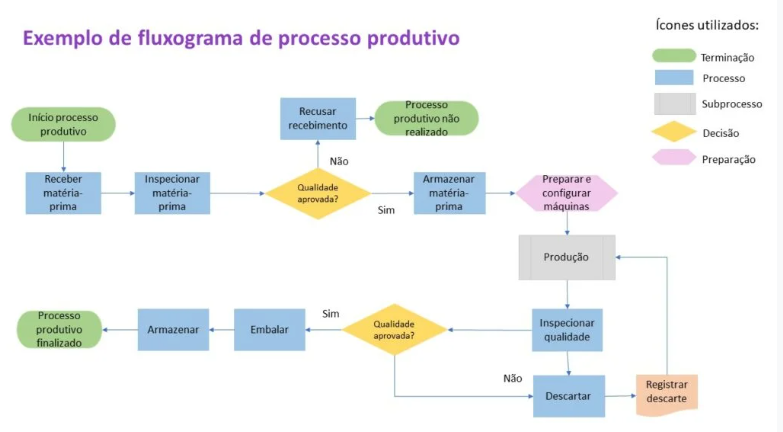 Exemplo de fluxograma de processo produtivo
Ícones utilizados:
Terminação
Processo
Subprocesso
Decisão
Preparação
Início processo
produtivo
Recusar
recebimento
Processo
produtivo não
realizado
Não
Receber
matéria-
prima
Inspecionar
matéria-
prima
Qualidade
aprovada?
Sim
Armazenar
matéria-
prima
Preparar e
configurar
máquinas
Produção
Processo
produtivo
finalizado
Armazenar
Embalar
Sim
Qualidade
aprovada?
Inspecionar
qualidade
Não
Descartar
Registrar
descarte